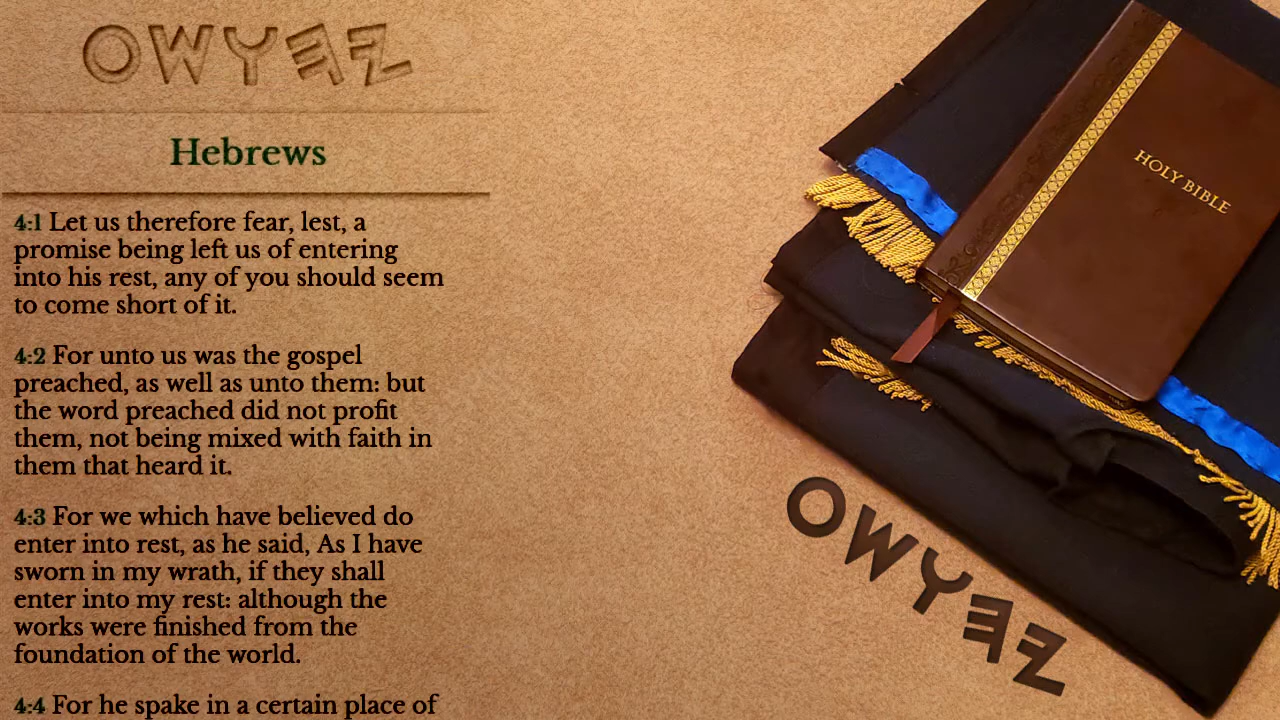 𐤉𐤄𐤅𐤔𐤏
Hebrews
4:1 Let us therefore fear, lest, a
promise being left us of entering
into his rest, any of you should seem
to come short of it.
4:2 For unto us was the gospel
preached, as well as unto them: but
the word preached did not profit
them, not being mixed with faith in
them that heard it.
4:3 For we which have believed do
enter into rest, as he said, As I have
sworn in my wrath, if they shall
enter into my rest: although the
works were finished from the
foundation of the world.
4:4 For he spake in a certain place of
HOLY BIBLE
𐤉𐤄𐤅𐤔𐤏